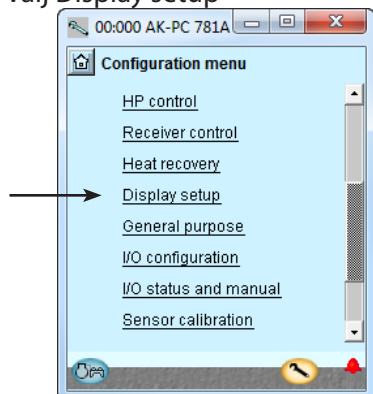 Välj Display setup
00:000 AK-PC 781A
Configuration menu
HP control
Receiver control
Heat recovery
Display setup
General purpose
I/O configuration
I/O status and manual
Sensor calibration